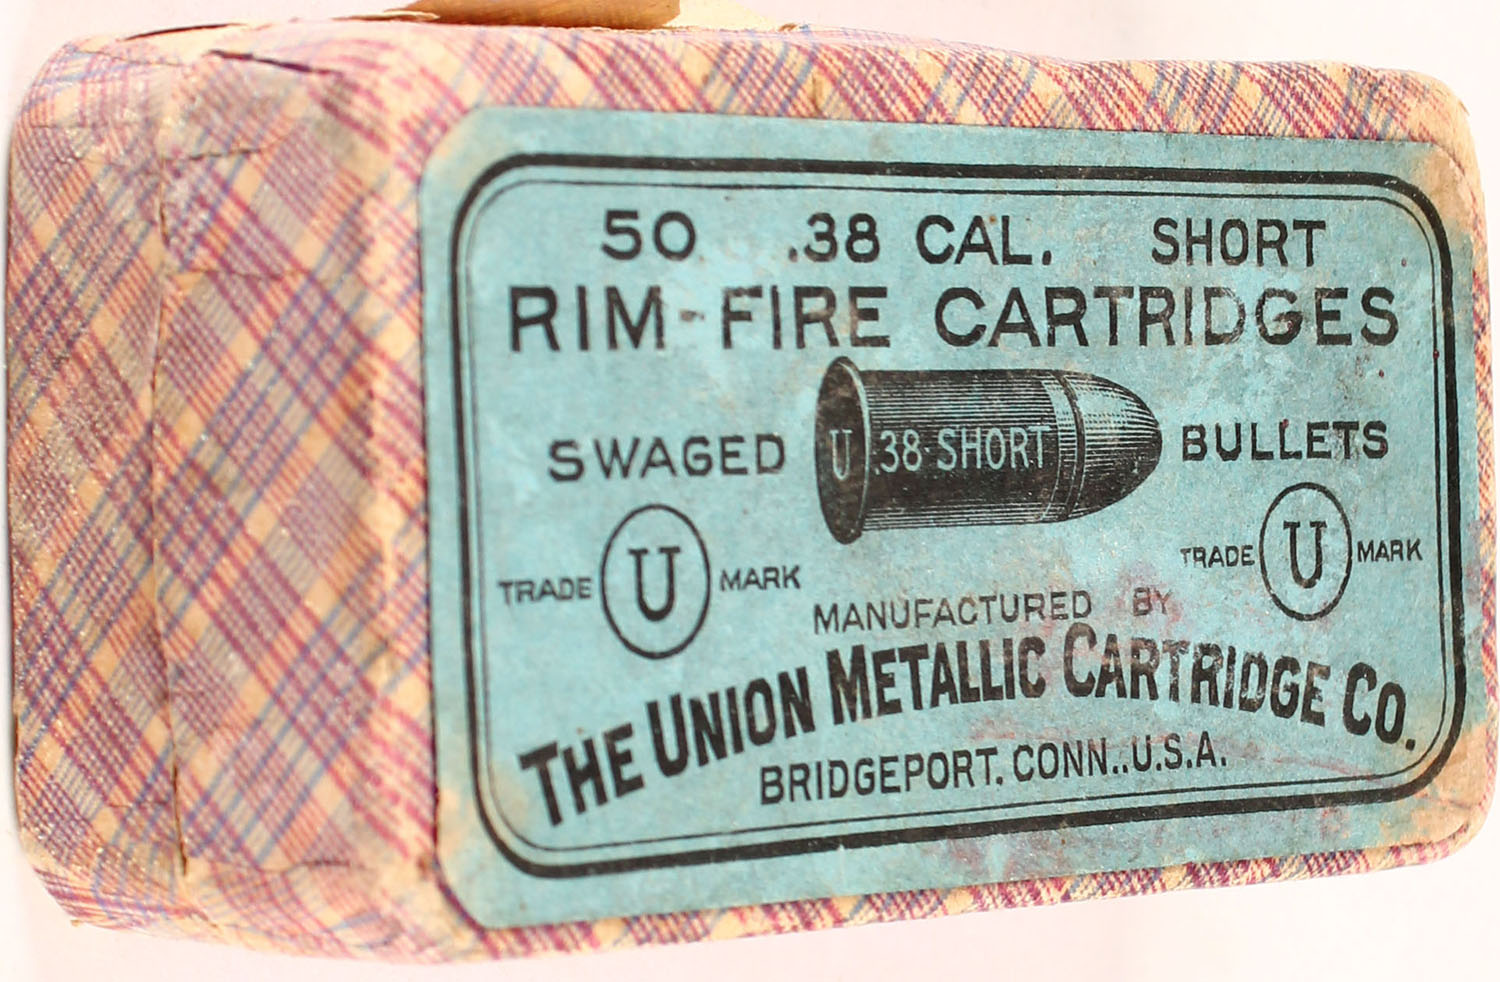 50 .38 CAL. SHORT
RIM-FIRE CARTRIDGES
SWAGED U .38-SHORT BULLETS
TRADE U MARK
TRADE U MARK
MANUFACTURED BY
THE UNION METALLIC CARTRIDGE CO.
BRIDGEPORT. CONN..U.S.A.